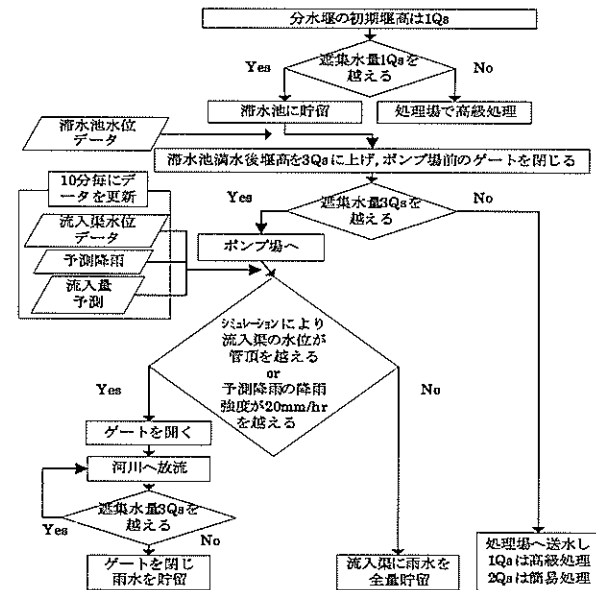 分水堰の初期堰高は1Qs
遮集水量1Qsを
越える
Yes
No
滞水池に貯留
処理場で高級処理
滞水池水位
データ
滞水池満水後堰高を3Qsに上げ,ポンプ場前のゲートを閉じる
10分毎にデ
ータを更新
Yes
遮集水量3Qsを
越える
No
流入渠水位
データ
ポンプ場へ
予測降雨
流入量
予測
シミュレーションにより
流入渠の水位が
管頂を越える
or
予測降雨の降雨
強度が20mm/hr
を越える
Yes
No
ゲートを開く
河川へ放流
遮集水量3Qsを
越える
Yes
No
ゲートを閉じ
雨水を貯留
流入渠に雨水を
全量貯留
処理場へ送水し
1Qsは高級処理
2Qsは簡易処理